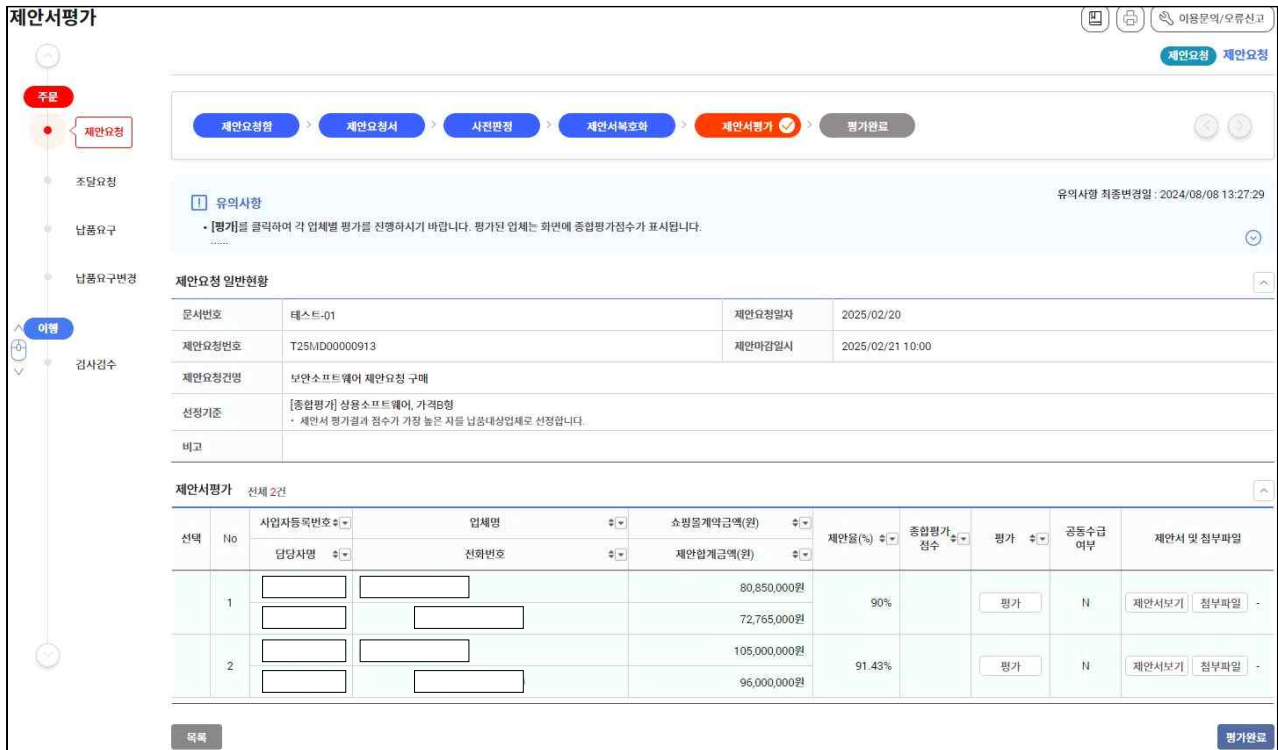 제안서평가
이용문의/오류신고
제안요청 제안요청
주문
제안요청
조달요청
납품요구
납품요구변경
이행
검사검수
제안요청함 > 제안요청서 > 사전판정 > 제안서복호화 > 제안서평가 > 평가완료
유의사항
유의사항 최종변경일 : 2024/08/08 13:27:29
• [평가]를 클릭하여 각 업체별 평가를 진행하시기 바랍니다. 평가된 업체는 화면에 종합평가점수가 표시됩니다.
......
제안요청 일반현황
문서번호 테스트-01 제안요청일자 2025/02/20
제안요청번호 T25MD00000913 제안마감일시 2025/02/21 10:00
제안요청건명 보안소프트웨어 제안요청 구매
선정기준 [종합평가] 상용소프트웨어, 가격B형
・ 제안서 평가결과 점수가 가장 높은 자를 납품대상업체로 선정합니다.
비고
제안서평가 전체 2건
선택 No 사업자등록번호 업체명 쇼핑몰계약금액(원) 제안율(%) 종합평가점수 평가 공동수급여부 제안서 및 첨부파일
담당자명 전화번호 제안합계금액(원)
1 80,850,000원 90% 평가 N 제안서보기 첨부파일 -
72,765,000원
2 105,000,000원 91.43% 평가 N 제안서보기 첨부파일 -
96,000,000원
목록
평가완료